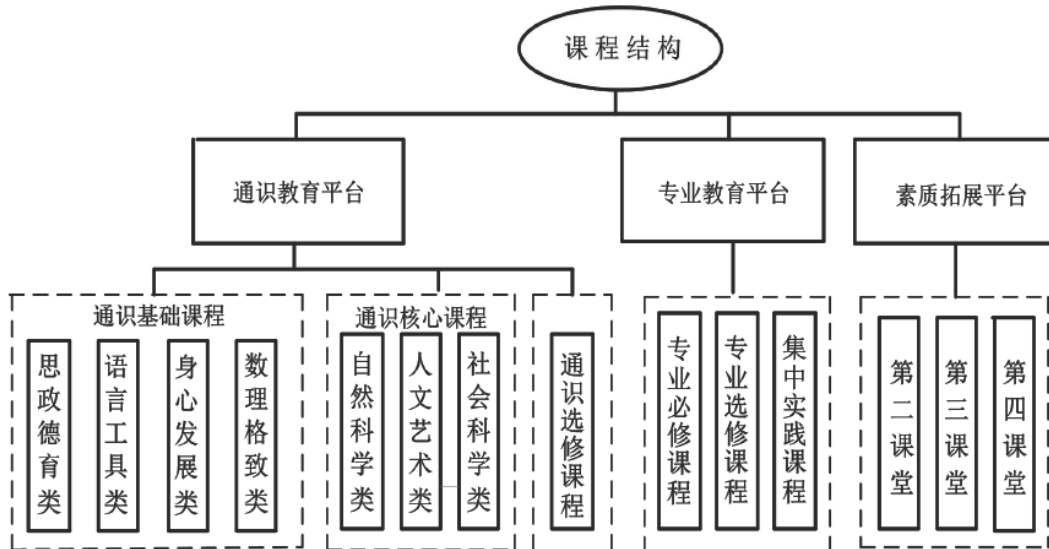 课程结构
通识教育平台
专业教育平台
素质拓展平台
通识基础课程
思政德育类
语言工具类
身心发展类
数理格致类
通识核心课程
自然科学类
人文艺术类
社会科学类
通识选修课程
专业必修课程
专业选修课程
集中实践课程
第二课堂
第三课堂
第四课堂